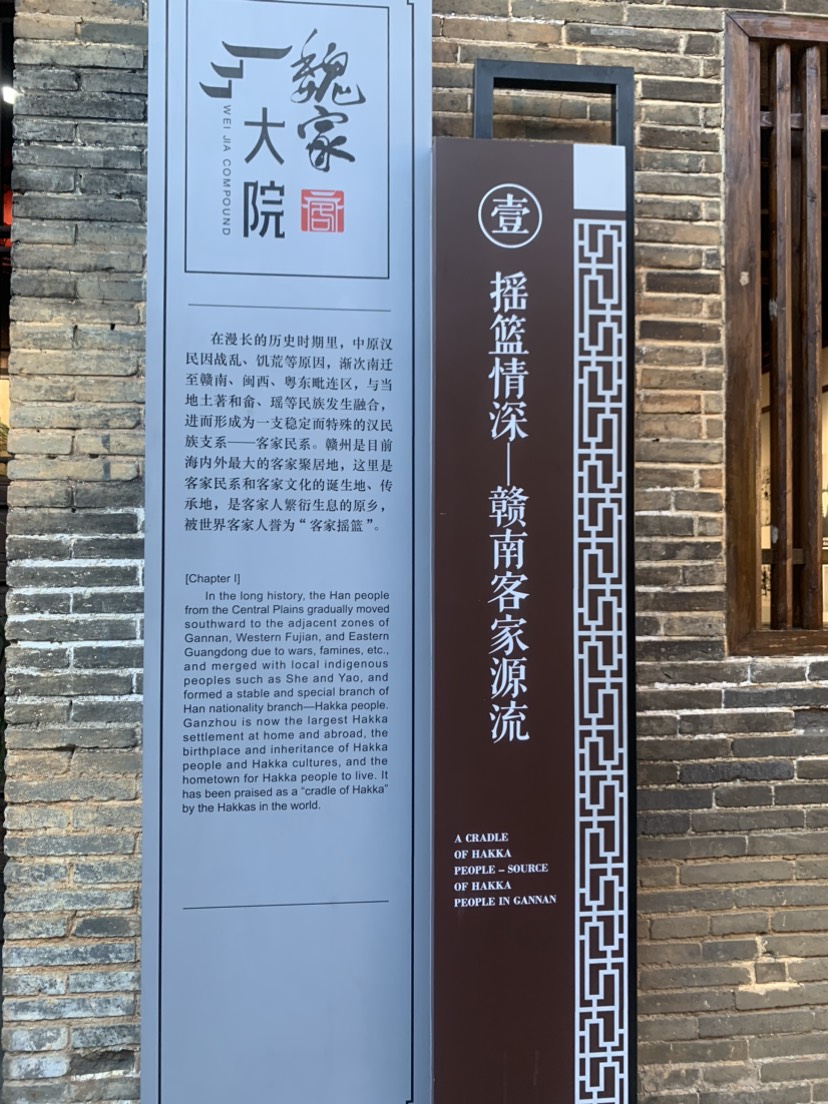 魏家
大院
WEI JIA COMPOUND
在漫长的历史时期里，中原汉
民因战乱、饥荒等原因，渐次南迁
至赣南、闽西、粤东毗连区，与当
地土著和畲、瑶等民族发生融合，
进而形成为一支稳定而特殊的汉民
族支系——客家民系。赣州是目前
海内外最大的客家聚居地，这里是
客家民系和客家文化的诞生地、传
承地，是客家人繁衍生息的原乡，
被世界客家人誉为“客家摇篮”。
[Chapter I]
In the long history, the Han people
from the Central Plains gradually moved
southward to the adjacent zones of
Gannan, Western Fujian, and Eastern
Guangdong due to wars, famines, etc.,
and merged with local indigenous
peoples such as She and Yao, and
formed a stable and special branch of
Han nationality branch—Hakka people.
Ganzhou is now the largest Hakka
settlement at home and abroad, the
birthplace and inheritance of Hakka
people and Hakka cultures, and the
hometown for Hakka people to live. It
has been praised as a “cradle of Hakka”
by the Hakkas in the world.
壹
摇篮情深—赣南客家源流
A CRADLE
OF HAKKA
PEOPLE – SOURCE
OF HAKKA
PEOPLE IN GANNAN